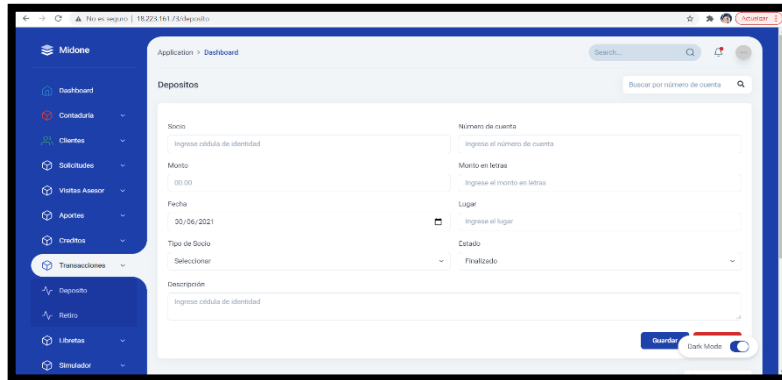 No es seguro | 18.223.161.73/deposito
Actualizar
Midone
Application > Dashboard
Search...
Dashboard
Depositos
Buscar por número de cuenta
Contaduría
Clientes
Socio
Número de cuenta
Ingrese cédula de identidad
Ingrese el número de cuenta
Solicitudes
Monto
Monto en letras
00.00
Ingrese el monto en letras
Visitas Asesor
Fecha
Lugar
Aportes
30/06/2021
Ingrese el lugar
Creditos
Tipo de Socio
Estado
Seleccionar
Finalizado
Transacciones
Descripción
Deposito
Ingrese cédula de identidad
Retiro
Libretas
Guardar
Dark Mode
Simulador